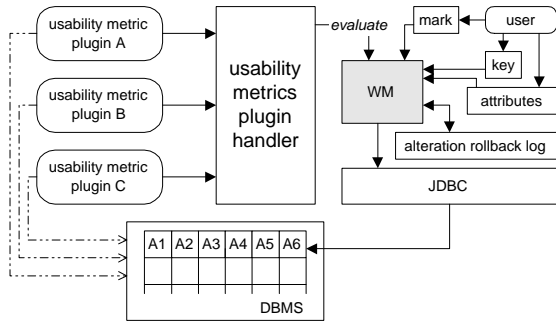 usability metric
plugin A
usability metric
plugin B
usability metric
plugin C
usability
metrics
plugin
handler
evaluate
mark
user
key
WM
attributes
alteration rollback log
JDBC
A1 A2 A3 A4 A5 A6
DBMS